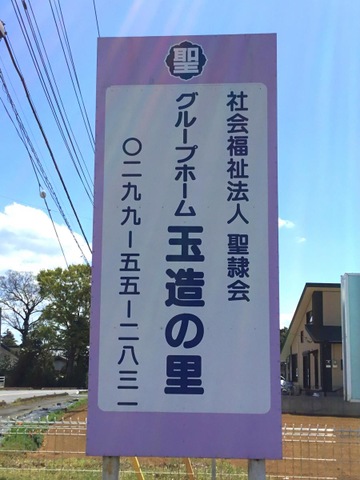 聖
社会福祉法人 聖隷会
グループホーム 玉造の里
〇二九九ー五五ー二八三一